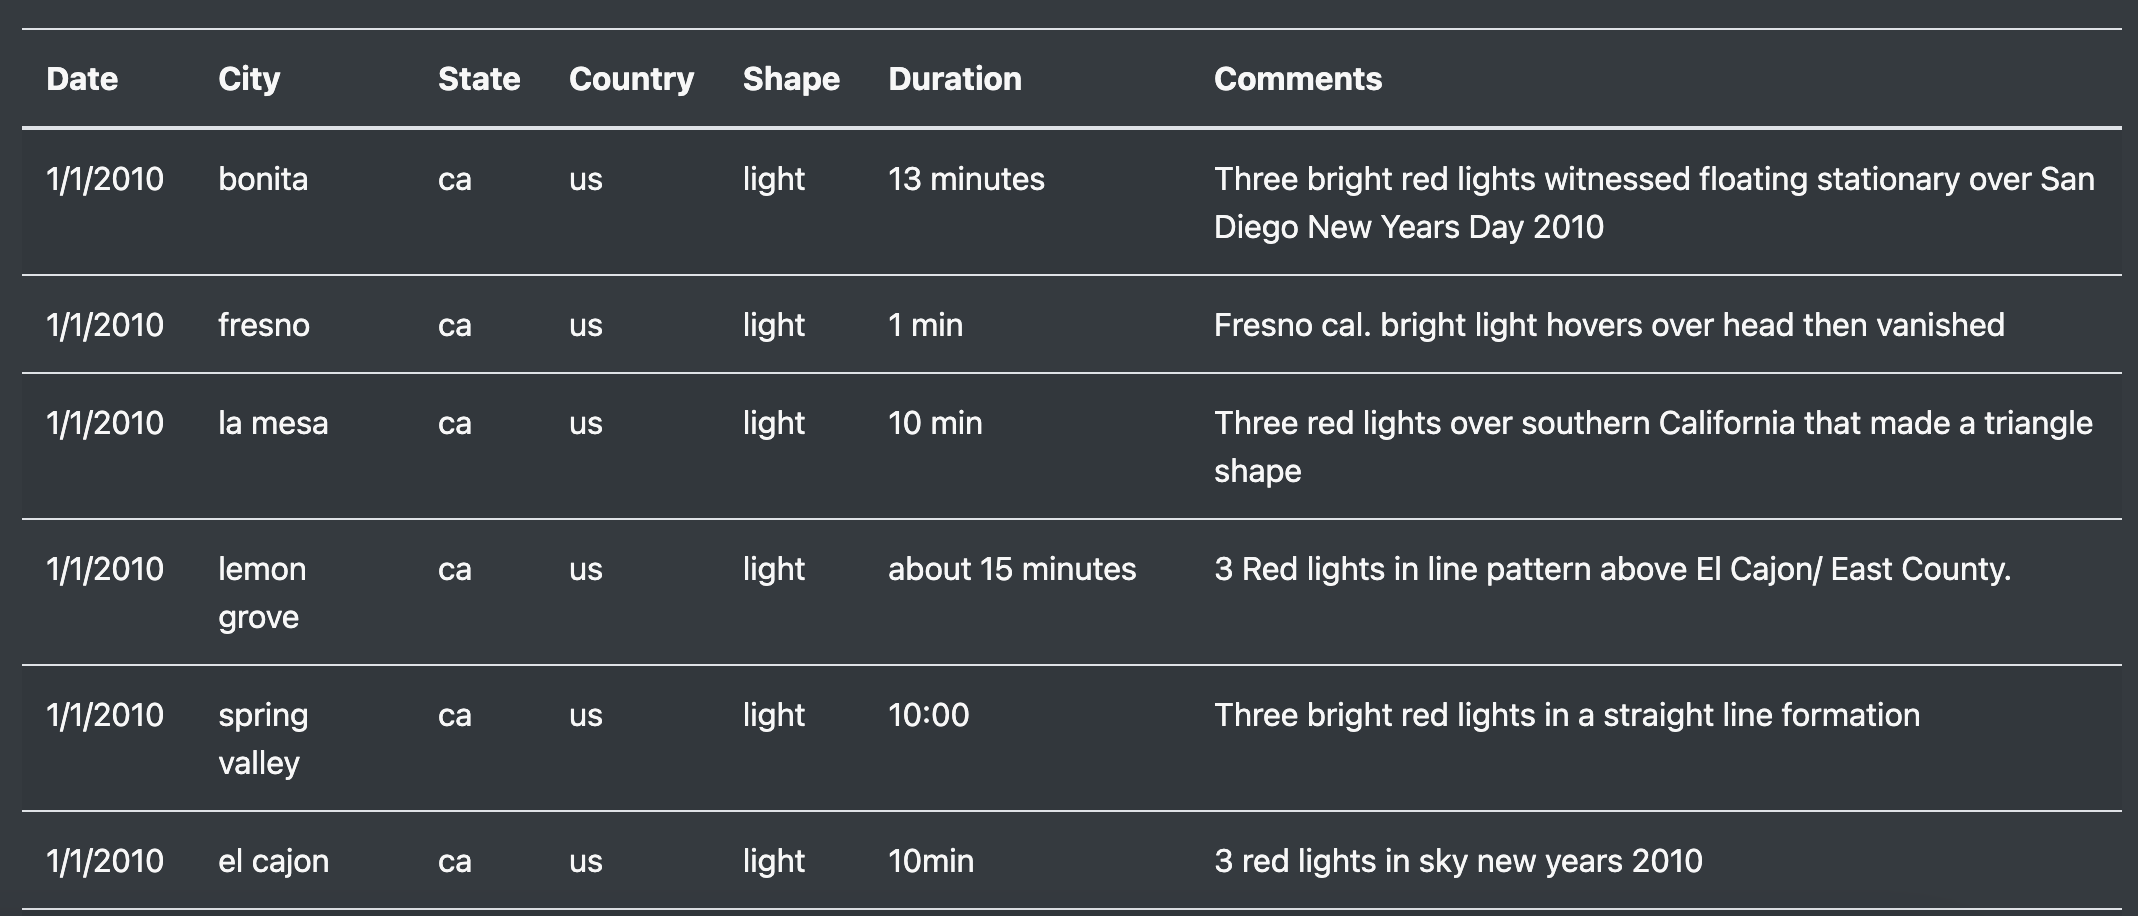 Date City State Country Shape Duration Comments
1/1/2010 bonita ca us light 13 minutes Three bright red lights witnessed floating stationary over San
Diego New Years Day 2010
1/1/2010 fresno ca us light 1 min Fresno cal. bright light hovers over head then vanished
1/1/2010 la mesa ca us light 10 min Three red lights over southern California that made a triangle
shape
1/1/2010 lemon ca us light about 15 minutes 3 Red lights in line pattern above El Cajon/ East County.
grove
1/1/2010 spring ca us light 10:00 Three bright red lights in a straight line formation
valley
1/1/2010 el cajon ca us light 10min 3 red lights in sky new years 2010